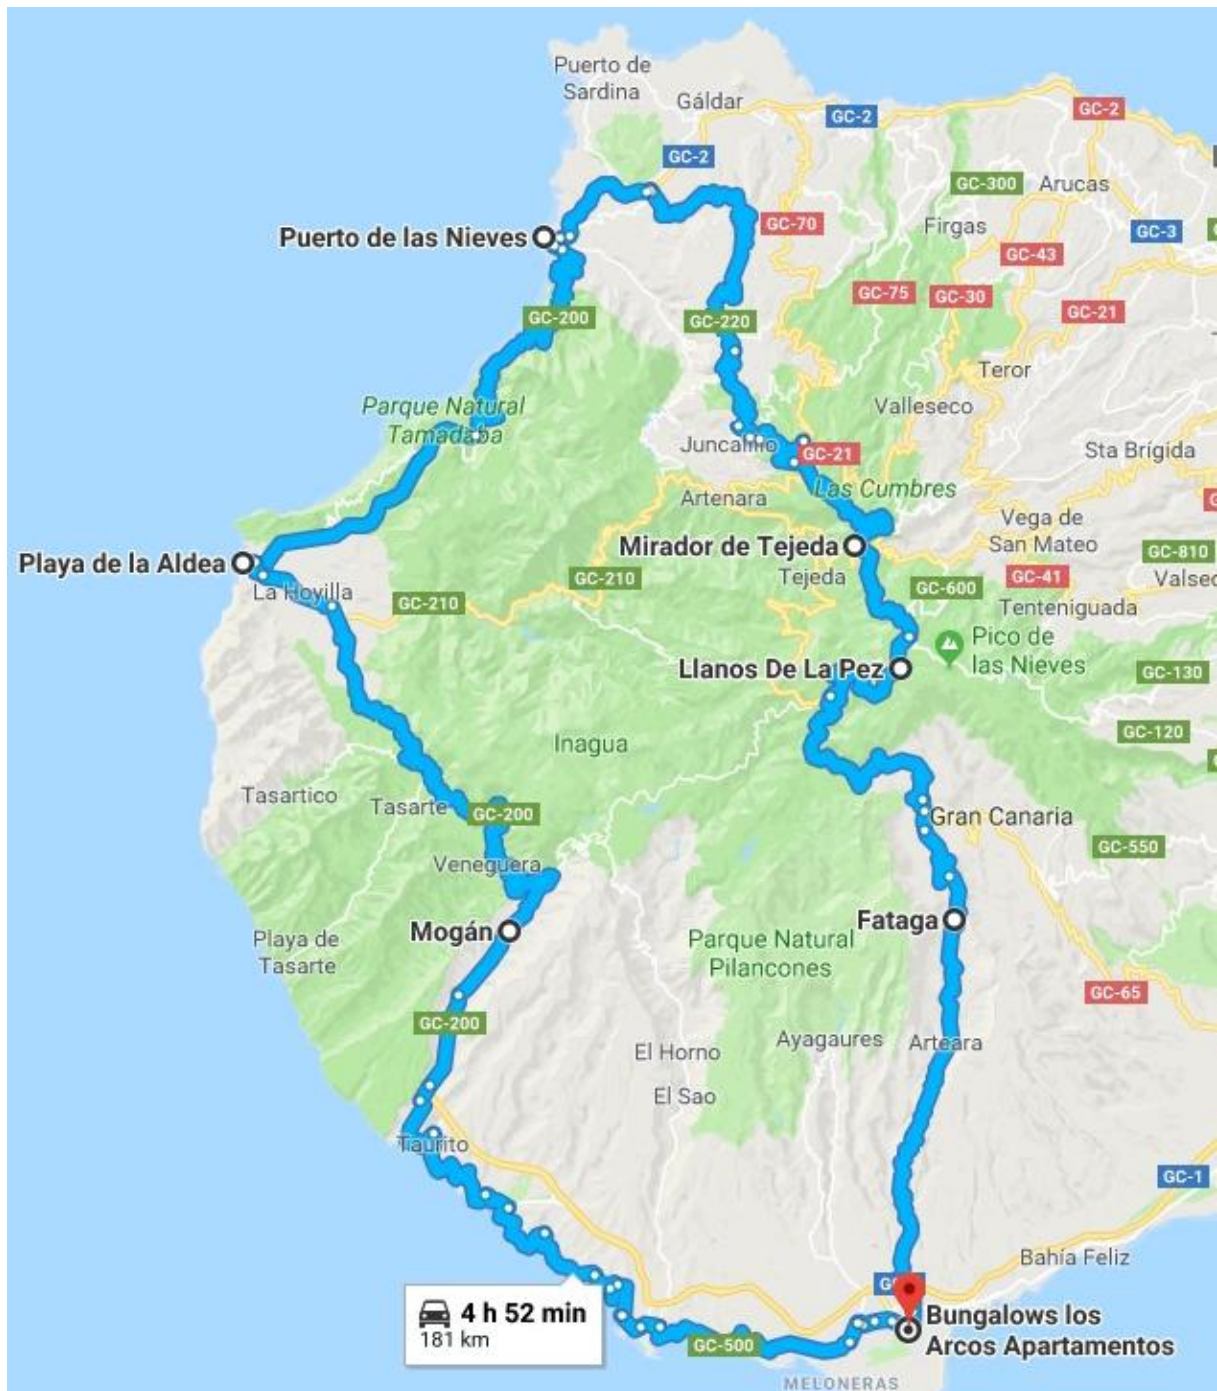 Puerto de
Sardina
Gáldar
GC-2
GC-2
GC-2
GC-300
Arucas
Puerto de las Nieves
GC-70
Firgas
GC-3
GC-43
GC-75
GC-30
GC-200
GC-220
GC-21
Teror
Parque Natural
Tamadaba
Valleseco
Juncalillo
GC-21
Sta Brígida
Artenara
Las Cumbres
Vega de
San Mateo
Mirador de Tejeda
GC-810
Playa de la Aldea
Tejeda
GC-210
GC-41
Valsec
La Hoyilla
GC-210
GC-600
Tenteniguada
Pico de
las Nieves
Llanos De La Pez
GC-130
GC-120
Inagua
Tasartico
Tasarte
GC-200
Gran Canaria
GC-550
Veneguera
Mogán
Fataga
Playa de
Tasarte
Parque Natural
Pilancones
GC-65
GC-200
El Horno
Ayagaures
Arteara
El Sao
Taurito
GC-1
Bahía Feliz
4 h 52 min
181 km
Bungalows los
Arcos Apartamentos
GC-500
MELONERAS